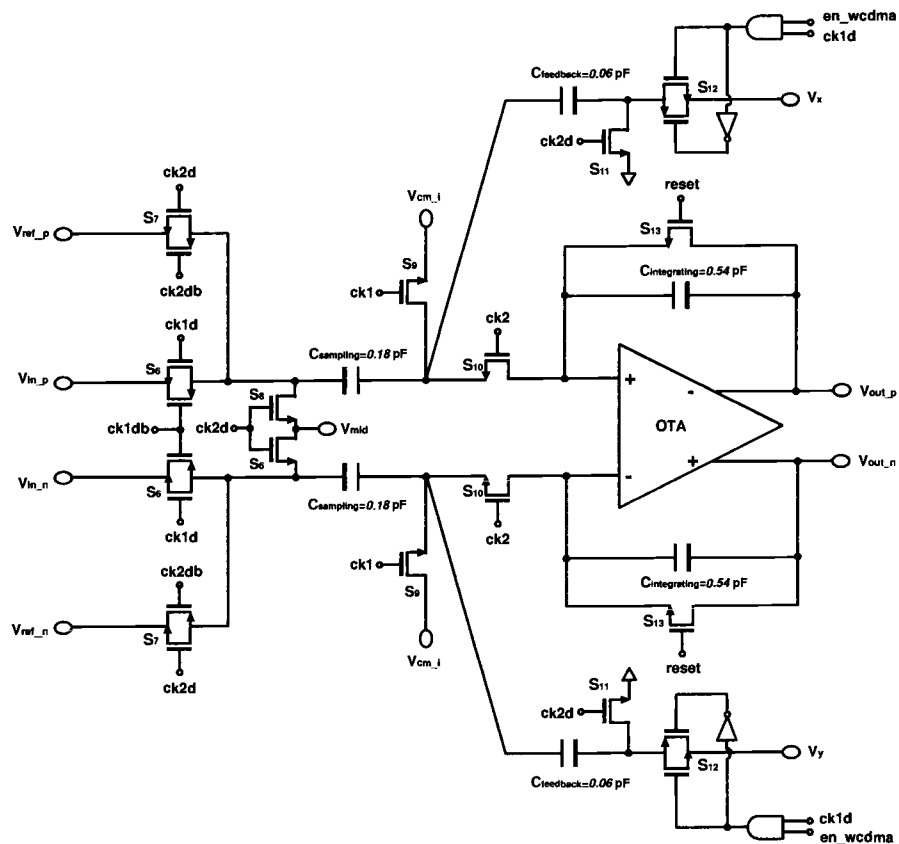 en_wcdma
ck1d
Cfeedback=0.06 pF
S12
Vx
ck2d
S11
ck2d
reset
Vcm_i
S7
Vref_p
S13
S9
Cintegrating=0.54 pF
ck2db
ck1
ck2
ck1d
Csampling=0.18 pF
S6
S10
Vin_p
+
-
Vout_p
S8
ck1db
ck2d
Vmid
OTA
S6
+
Vout_n
Vin_n
S6
-
S10
Csampling=0.18 pF
ck1d
ck2
ck2db
ck1
Cintegrating=0.54 pF
S9
Vref_n
S7
S13
Vcm_i
reset
ck2d
S11
ck2d
Vy
S12
Cfeedback=0.06 pF
ck1d
en_wcdma